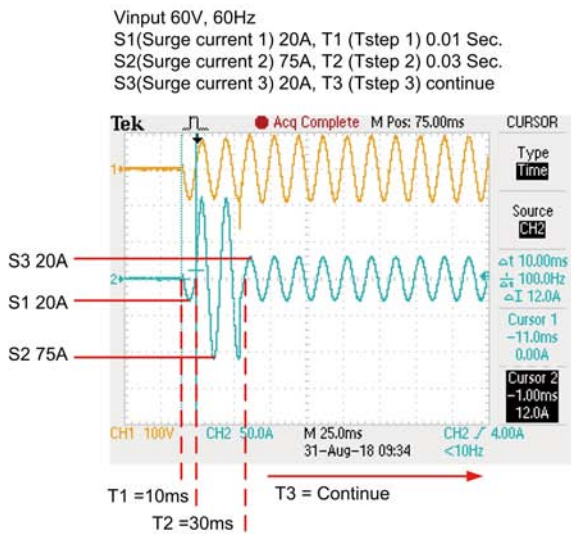 Vinput 60V, 60Hz
S1(Surge current 1) 20A, T1 (Tstep 1) 0.01 Sec.
S2(Surge current 2) 75A, T2 (Tstep 2) 0.03 Sec.
S3(Surge current 3) 20A, T3 (Tstep 3) continue
Tek Acq Complete M Pos: 75.00ms CURSOR
Type
Time
Source
CH2
Δt 10.00ms
1/Δt 100.0Hz
ΔI 12.0A
Cursor 1
-11.0ms
0.00A
Cursor 2
-1.00ms
12.0A
1
2
S3 20A
S1 20A
S2 75A
CH1 100V CH2 50.0A M 25.0ms CH2 / 4.00A
31-Aug-18 09:34 <10Hz
T1 =10ms
T3 = Continue
T2 =30ms